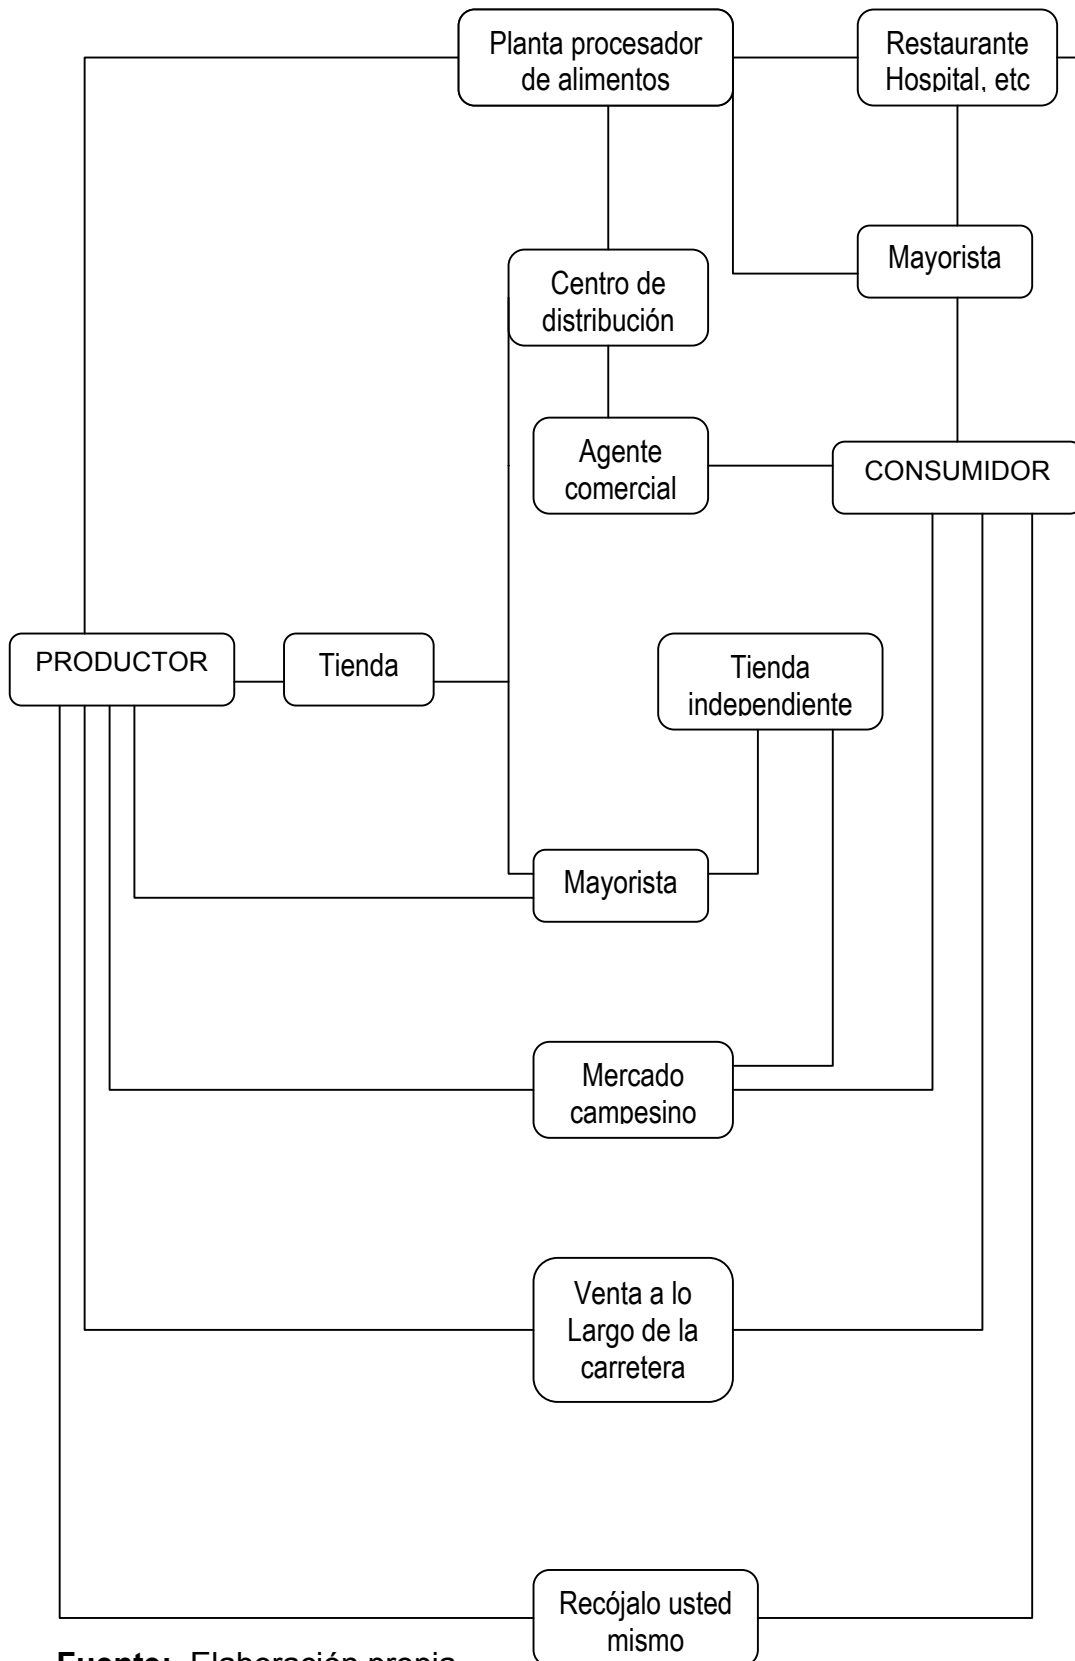 Planta procesador
de alimentos
Restaurante
Hospital, etc
Mayorista
Centro de
distribución
Agente
comercial
CONSUMIDOR
PRODUCTOR
Tienda
Tienda
independiente
Mayorista
Mercado
campesino
Venta a lo
Largo de la
carretera
Recójalo usted
mismo
Fuente: Elaboración propia